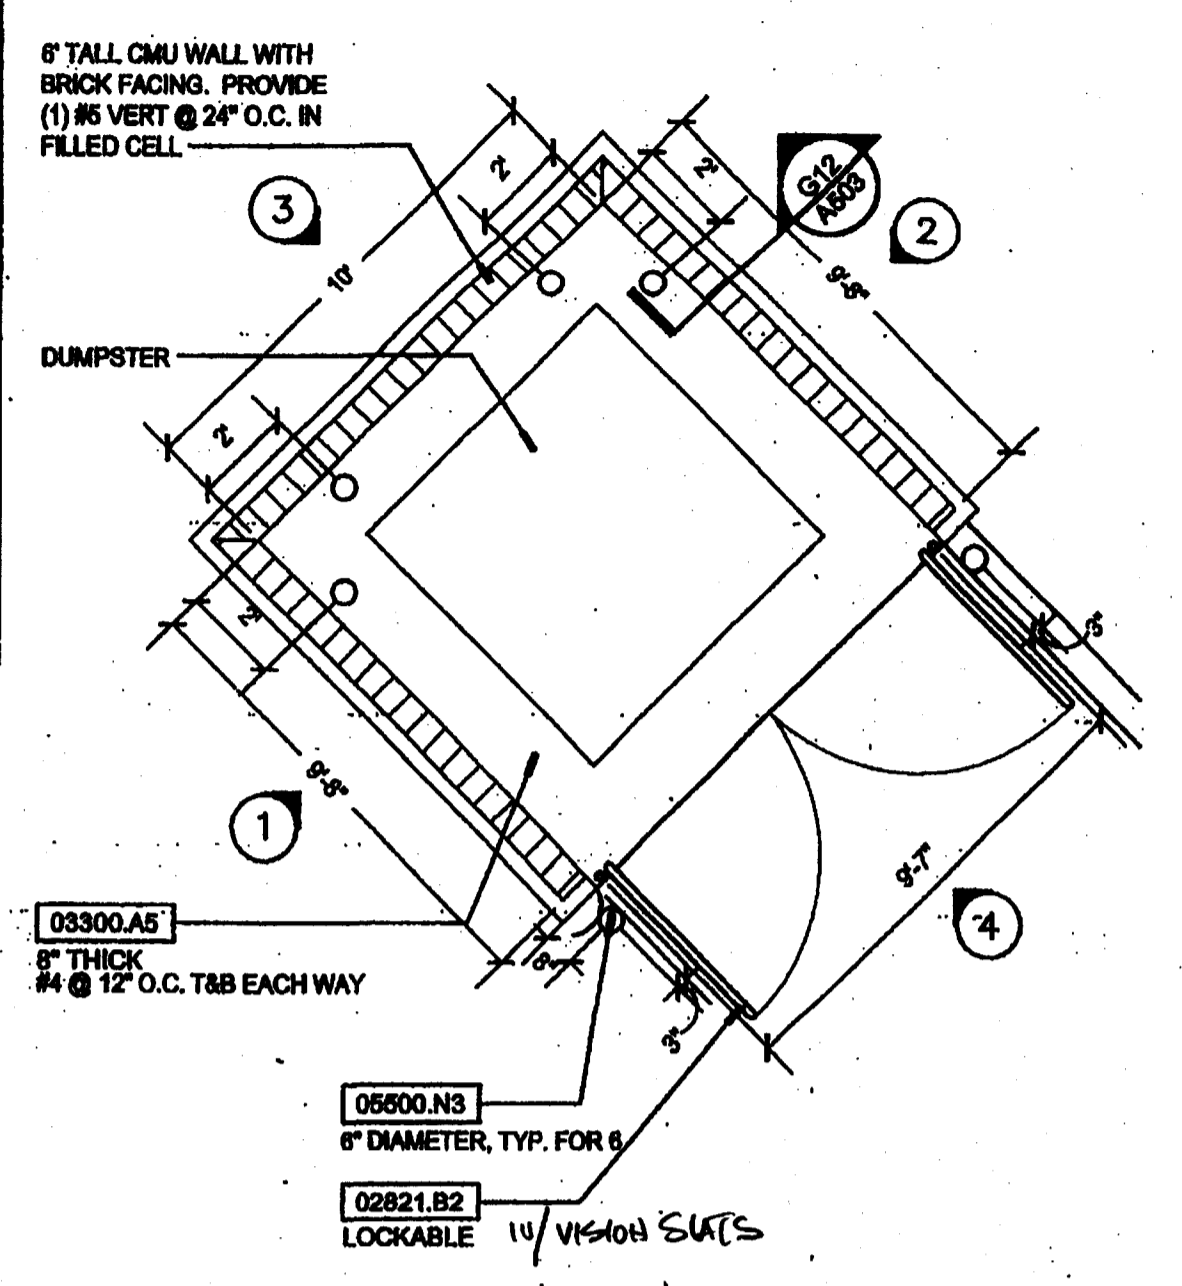 6' TALL CMU WALL WITH
BRICK FACING. PROVIDE
(1) #5 VERT @ 24" O.C. IN
FILLED CELL
2'
2'
G12
A503
3
2
10'
9'-8"
DUMPSTER
2'
2'
3"
9'-8"
1
9'-7"
4
03300.A5
8" THICK
#4 @ 12" O.C. T&B EACH WAY
8"
3"
05500.N3
6" DIAMETER, TYP. FOR 6
02821.B2
LOCKABLE W/ VISION SLATS